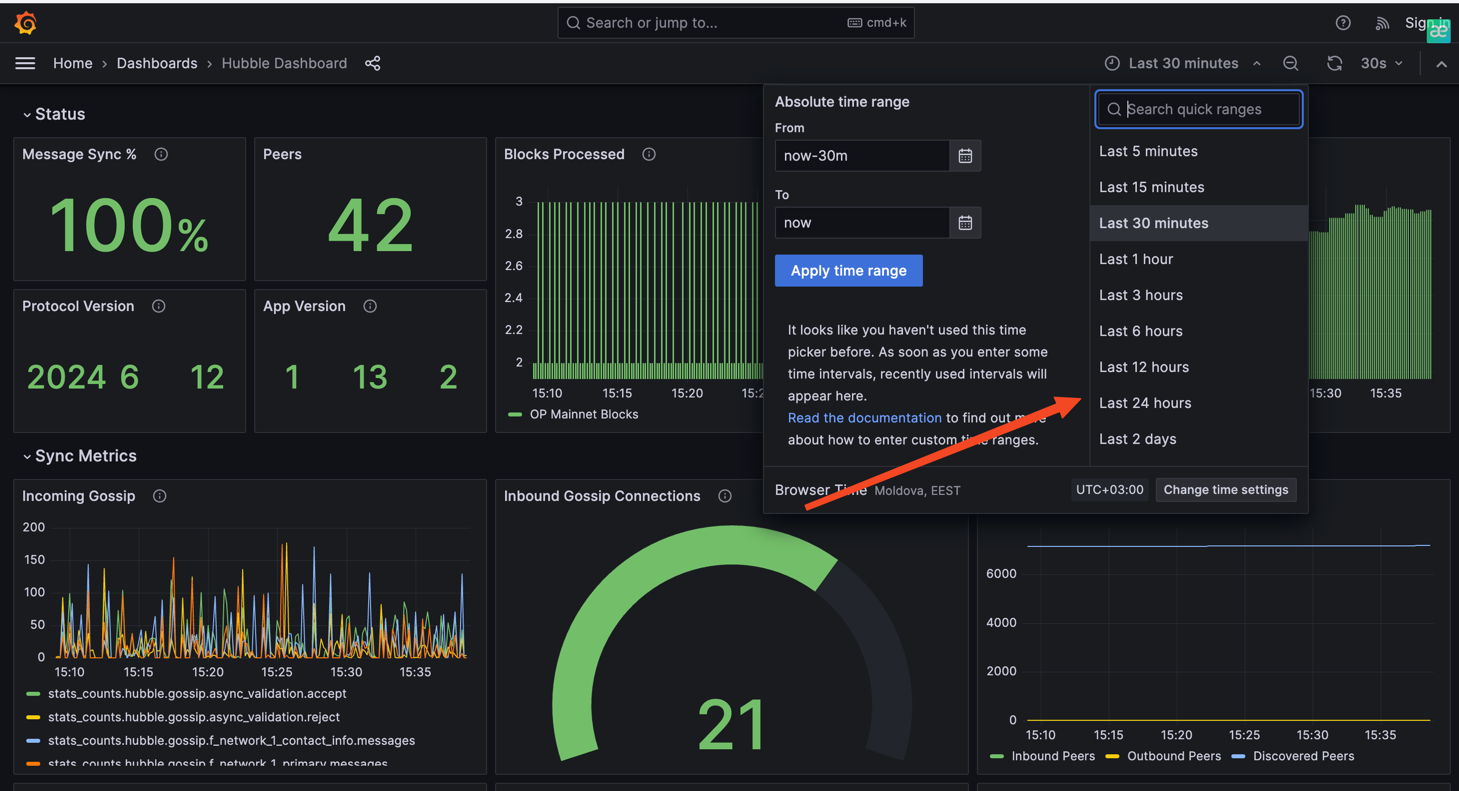 Search or jump to...
cmd+k
Sign in
æ
Home › Dashboards › Hubble Dashboard
Last 30 minutes
30s
Status
Message Sync %
100%
Peers
42
Blocks Processed
3
2.8
2.6
2.4
2.2
2
15:10 15:15 15:20 15:2
OP Mainnet Blocks
15:30 15:35
Protocol Version
2024 6 12
App Version
1 13 2
Absolute time range
From
now-30m
To
now
Apply time range
It looks like you haven't used this time
picker before. As soon as you enter some
time intervals, recently used intervals will
appear here.
Read the documentation to find out more
about how to enter custom time ranges.
Search quick ranges
Last 5 minutes
Last 15 minutes
Last 30 minutes
Last 1 hour
Last 3 hours
Last 6 hours
Last 12 hours
Last 24 hours
Last 2 days
Browser Time Moldova, EEST
UTC+03:00
Change time settings
Sync Metrics
Incoming Gossip
200
150
100
50
0
15:10 15:15 15:20 15:25 15:30 15:35
stats_counts.hubble.gossip.async_validation.accept
stats_counts.hubble.gossip.async_validation.reject
stats_counts.hubble.gossip.f_network_1_contact_info.messages
stats_counts.hubble.gossip.f_network_1_primary.messages
Inbound Gossip Connections
21
6000
4000
2000
0
15:10 15:15 15:20 15:25 15:30 15:35
Inbound Peers Outbound Peers Discovered Peers